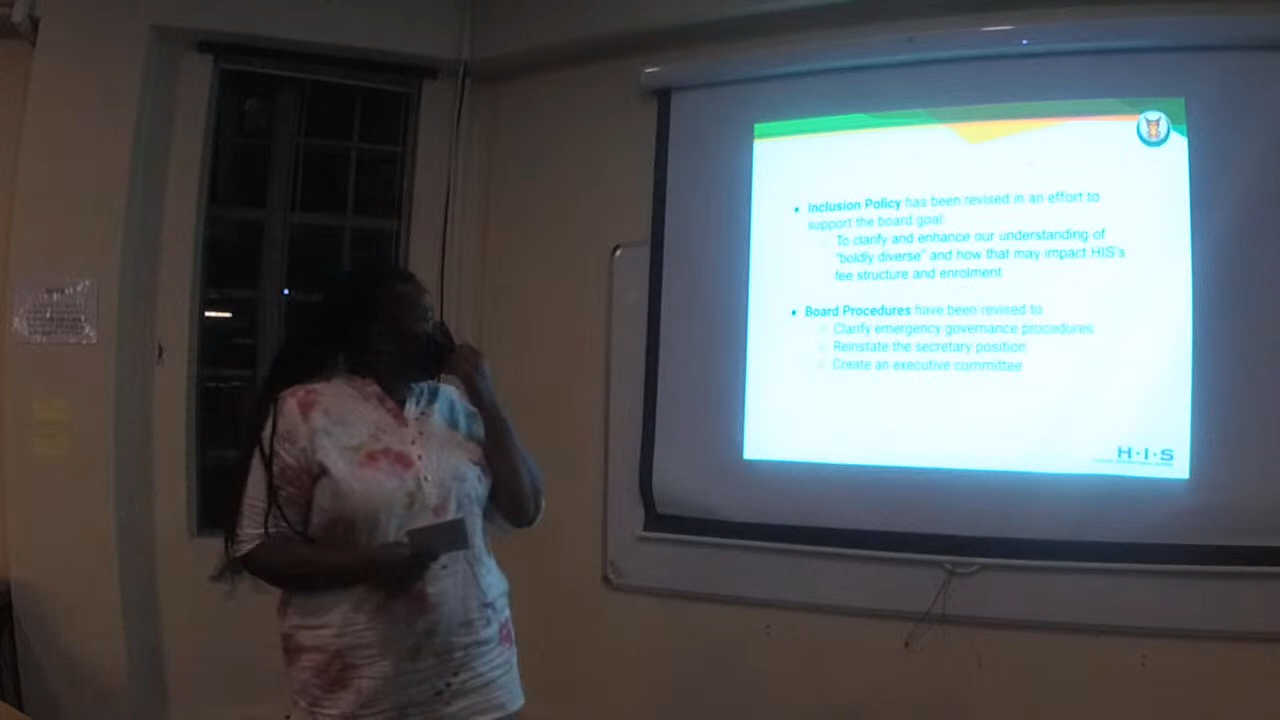 Inclusion Policy has been revised in an effort to
support the board goal:
To clarify and enhance our understanding of
"boldly diverse" and how that may impact HIS's
fee structure and enrolment
Board Procedures have been revised to
Clarify emergency governance procedures
Reinstate the secretary position
Create an executive committee
H·I·S